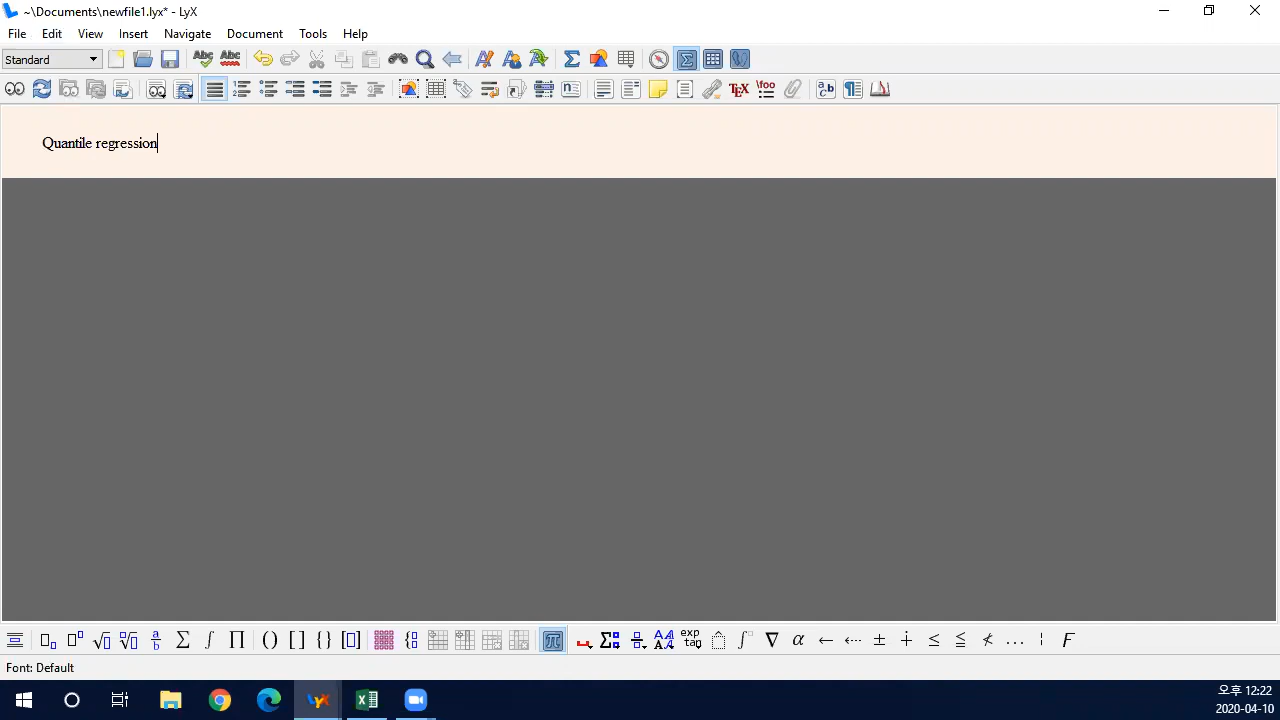 ~\Documents\newfile1.lyx* - LyX
File Edit View Insert Navigate Document Tools Help
Standard
Quantile regression
Font: Default
오후 12:22
2020-04-10